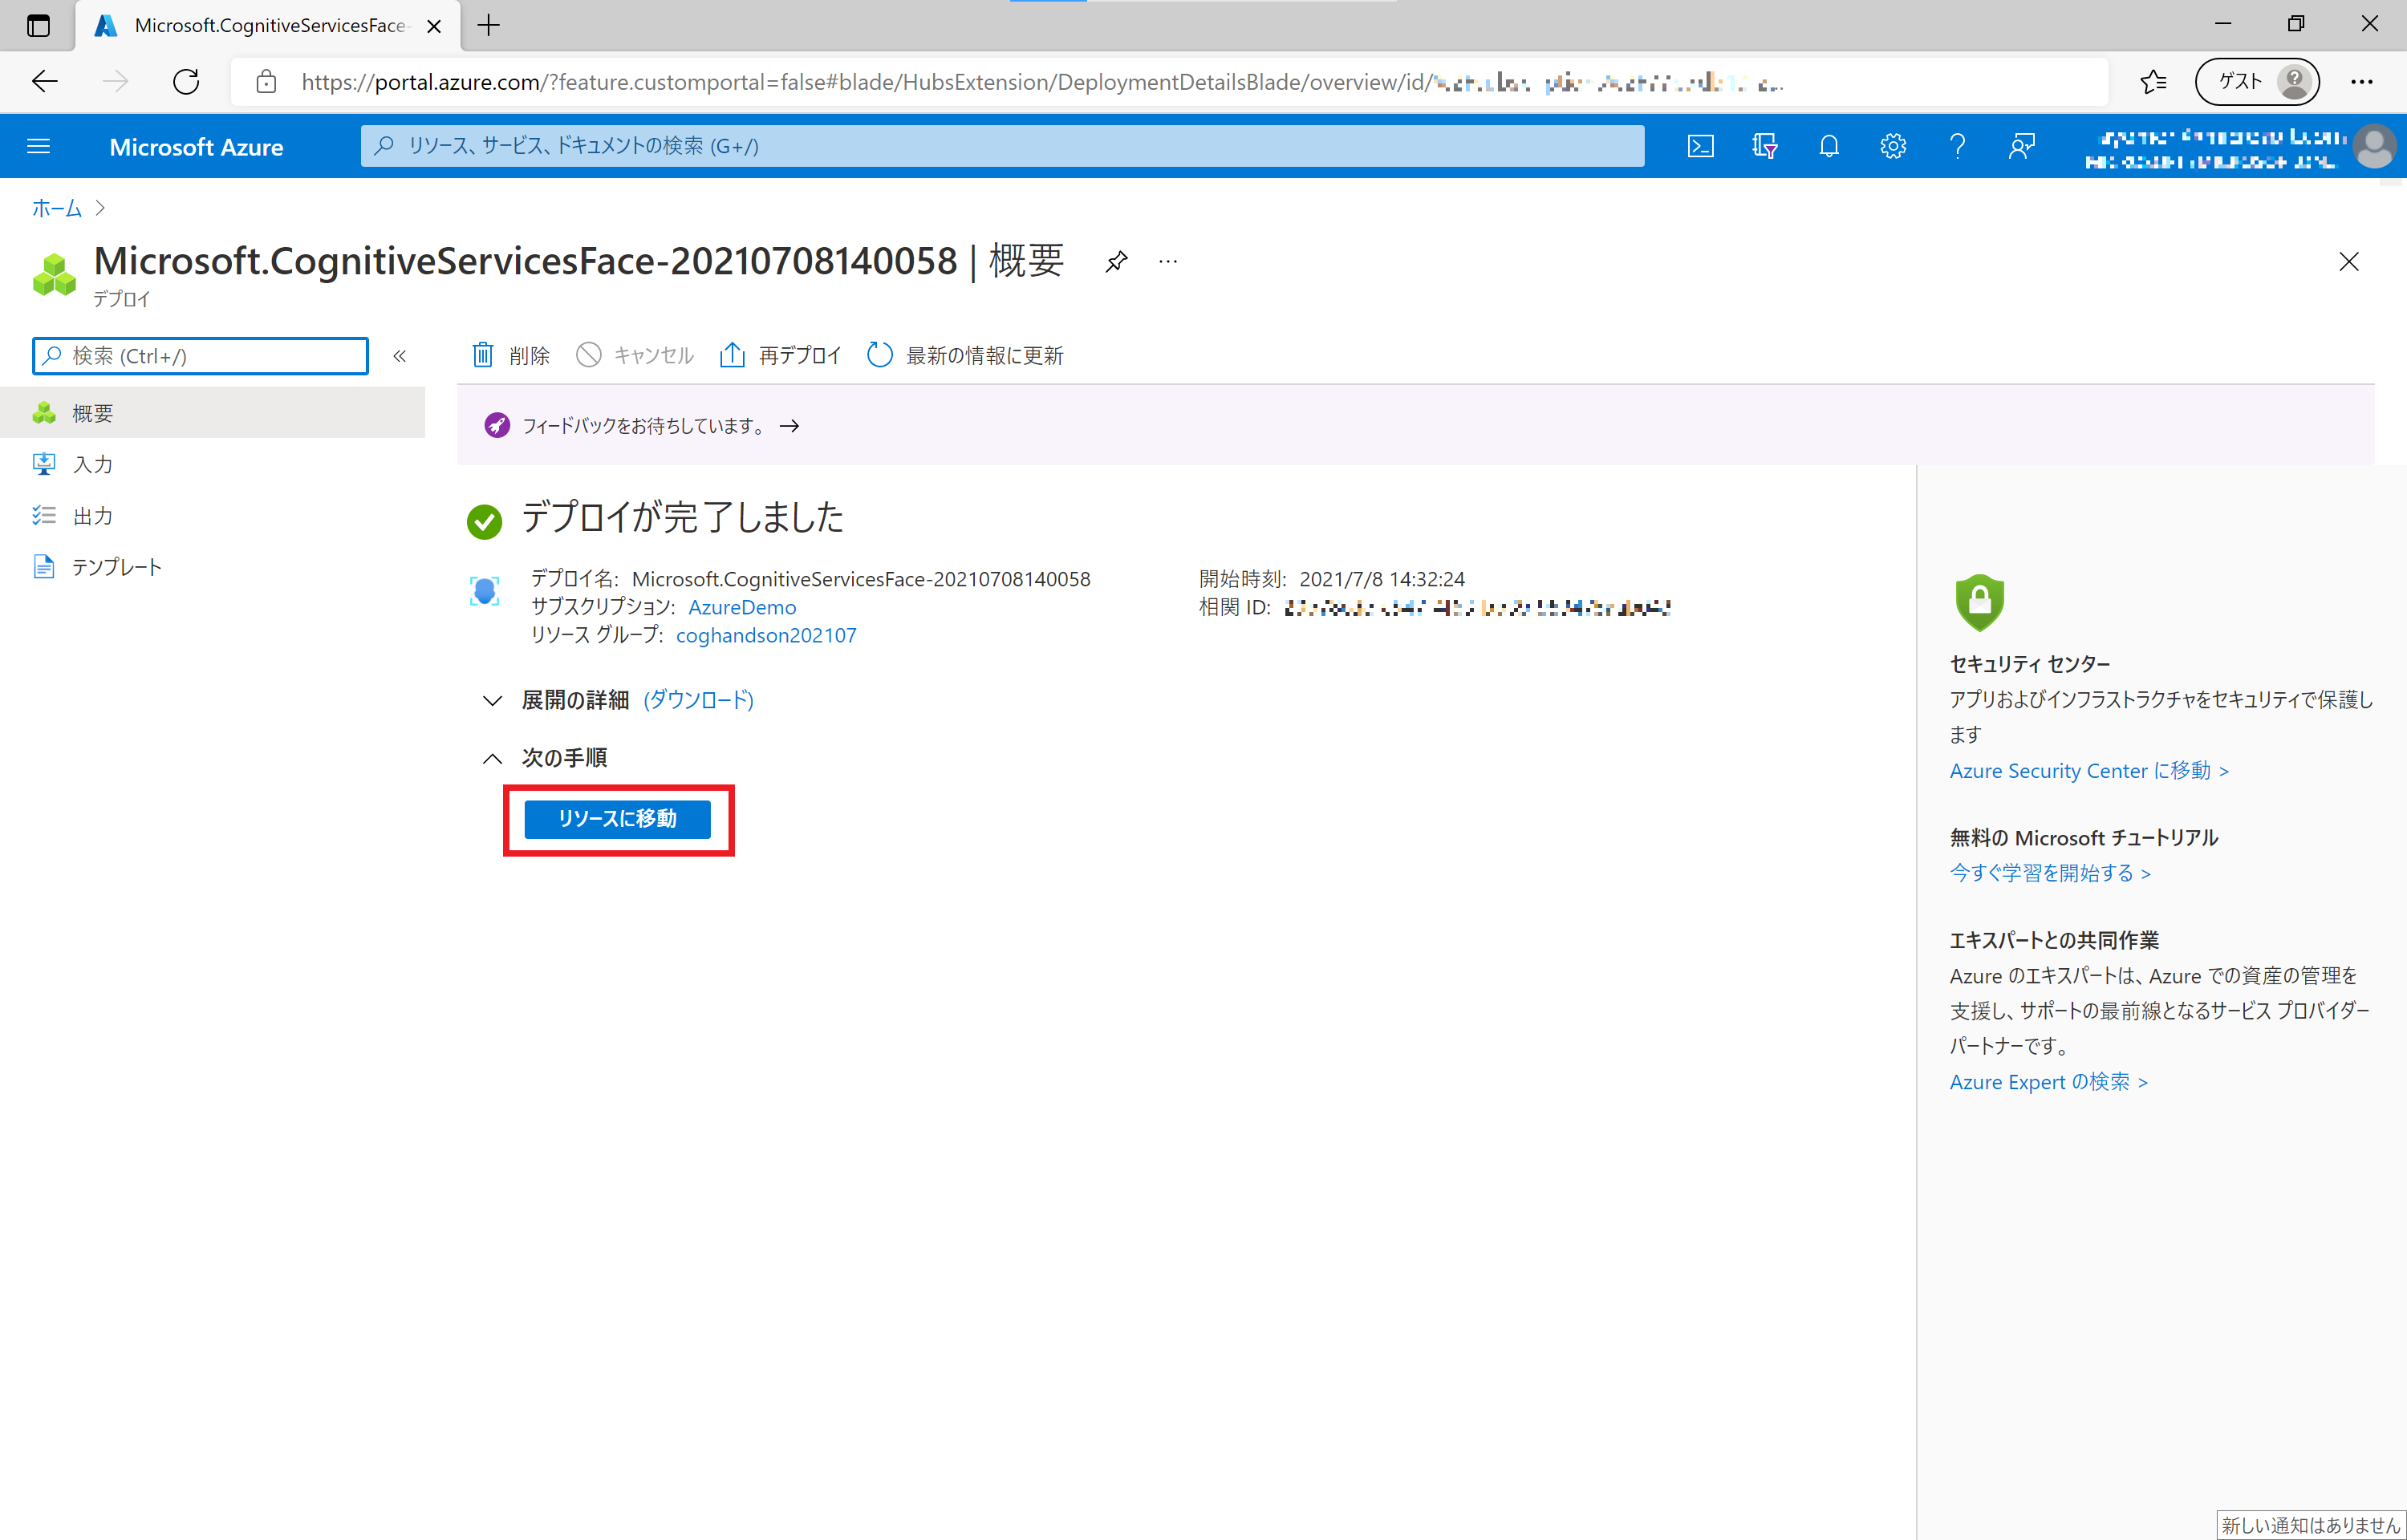 Microsoft.CognitiveServicesFace-
https://portal.azure.com/?feature.customportal=false#blade/HubsExtension/DeploymentDetailsBlade/overview/id/
ゲスト
Microsoft Azure
リソース、サービス、ドキュメントの検索 (G+/)
ホーム
Microsoft.CognitiveServicesFace-20210708140058 | 概要
デプロイ
検索 (Ctrl+/)
«
削除
キャンセル
再デプロイ
最新の情報に更新
概要
入力
出力
テンプレート
フィードバックをお待ちしています。 →
デプロイが完了しました
デプロイ名: Microsoft.CognitiveServicesFace-20210708140058
サブスクリプション: AzureDemo
リソース グループ: coghandson202107
開始時刻: 2021/7/8 14:32:24
相関 ID:
展開の詳細 (ダウンロード)
次の手順
リソースに移動
セキュリティ センター
アプリおよびインフラストラクチャをセキュリティで保護し
ます
Azure Security Center に移動 >
無料の Microsoft チュートリアル
今すぐ学習を開始する >
エキスパートとの共同作業
Azure のエキスパートは、Azure での資産の管理を
支援し、サポートの最前線となるサービス プロバイダー
パートナーです。
Azure Expert の検索 >
新しい通知はありません